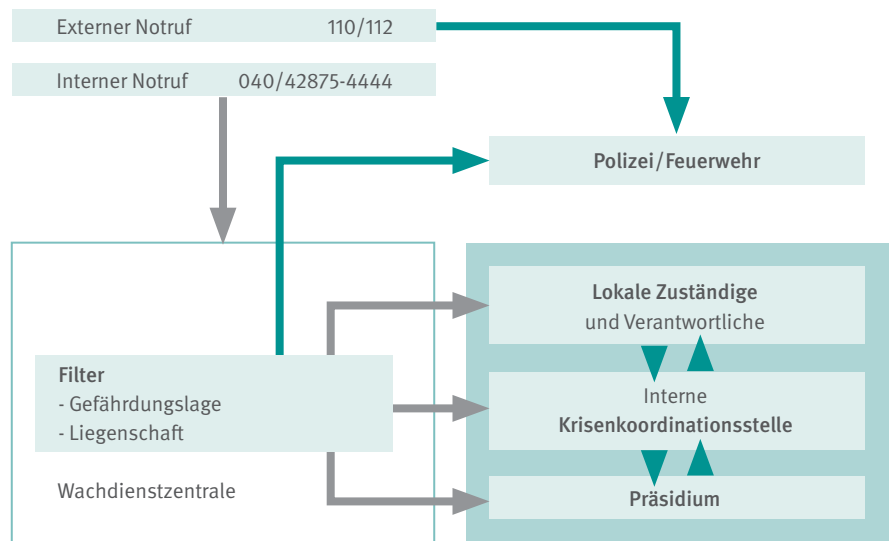 Externer Notruf 110/112
Interner Notruf 040/42875-4444
Polizei/Feuerwehr
Lokale Zuständige
und Verantwortliche
Filter
- Gefährdungslage
- Liegenschaft
Interne
Krisenkoordinationsstelle
Wachdienstzentrale
Präsidium